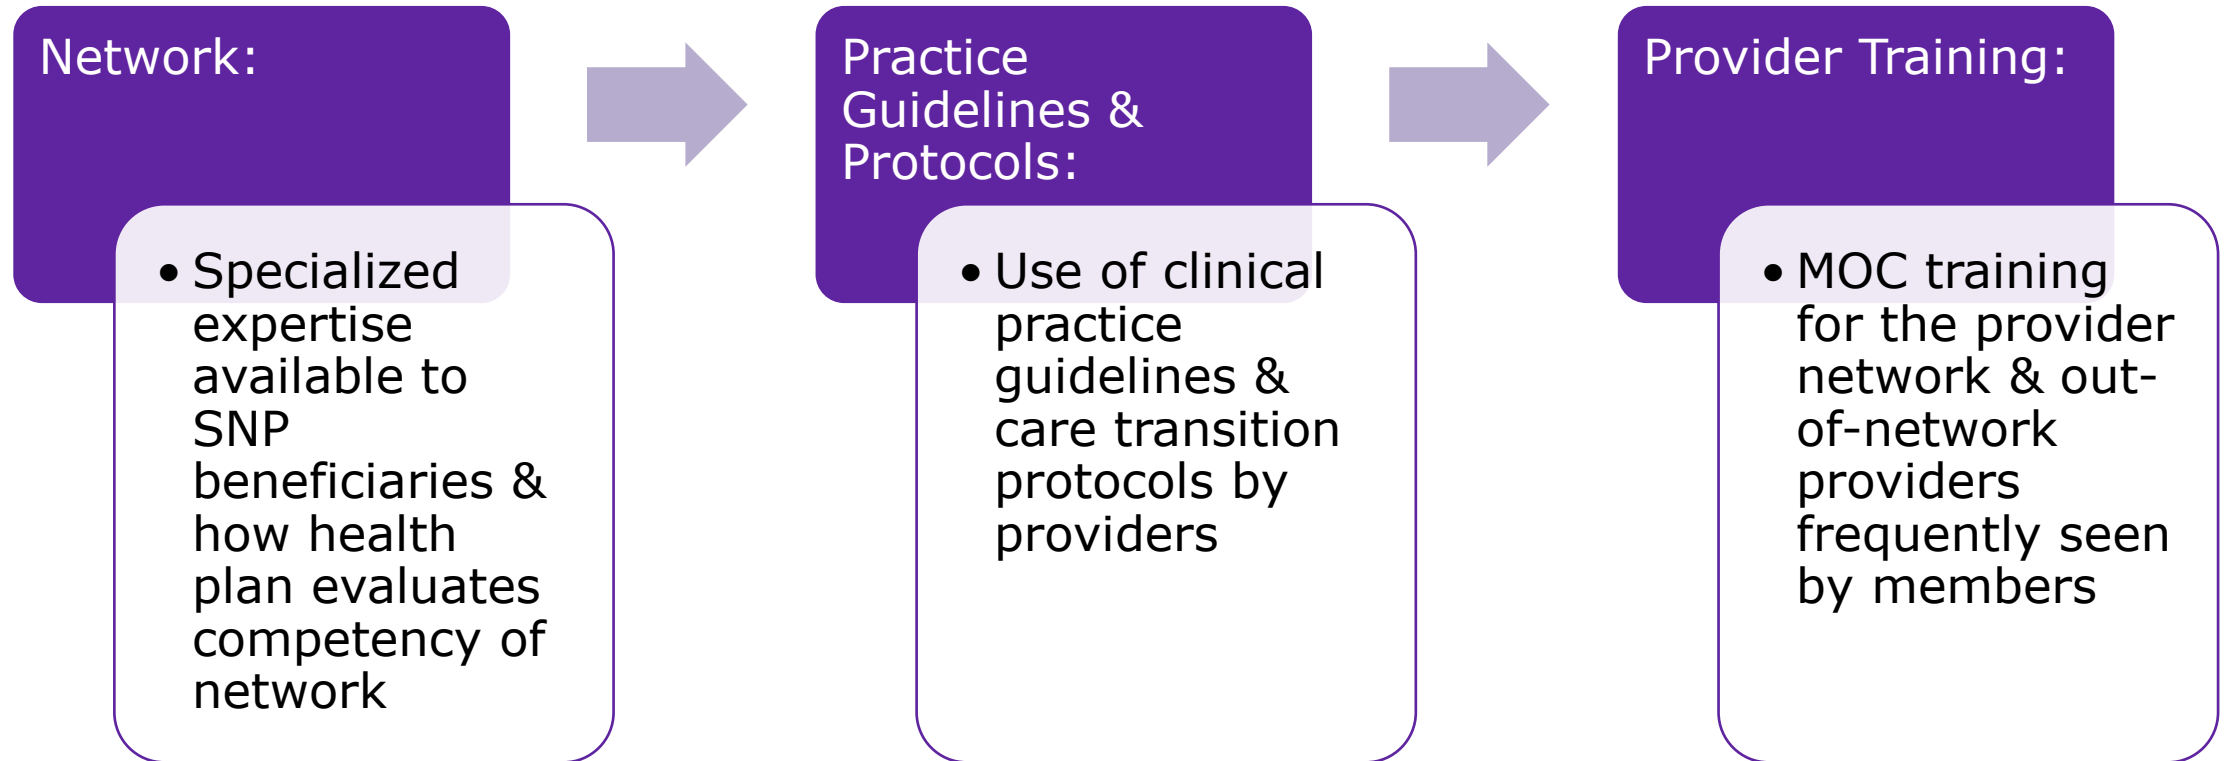 Network:
• Specialized
expertise
available to
SNP
beneficiaries &
how health
plan evaluates
competency of
network
Practice
Guidelines &
Protocols:
• Use of clinical
practice
guidelines &
care transition
protocols by
providers
Provider Training:
• MOC training
for the provider
network & out-
of-network
providers
frequently seen
by members